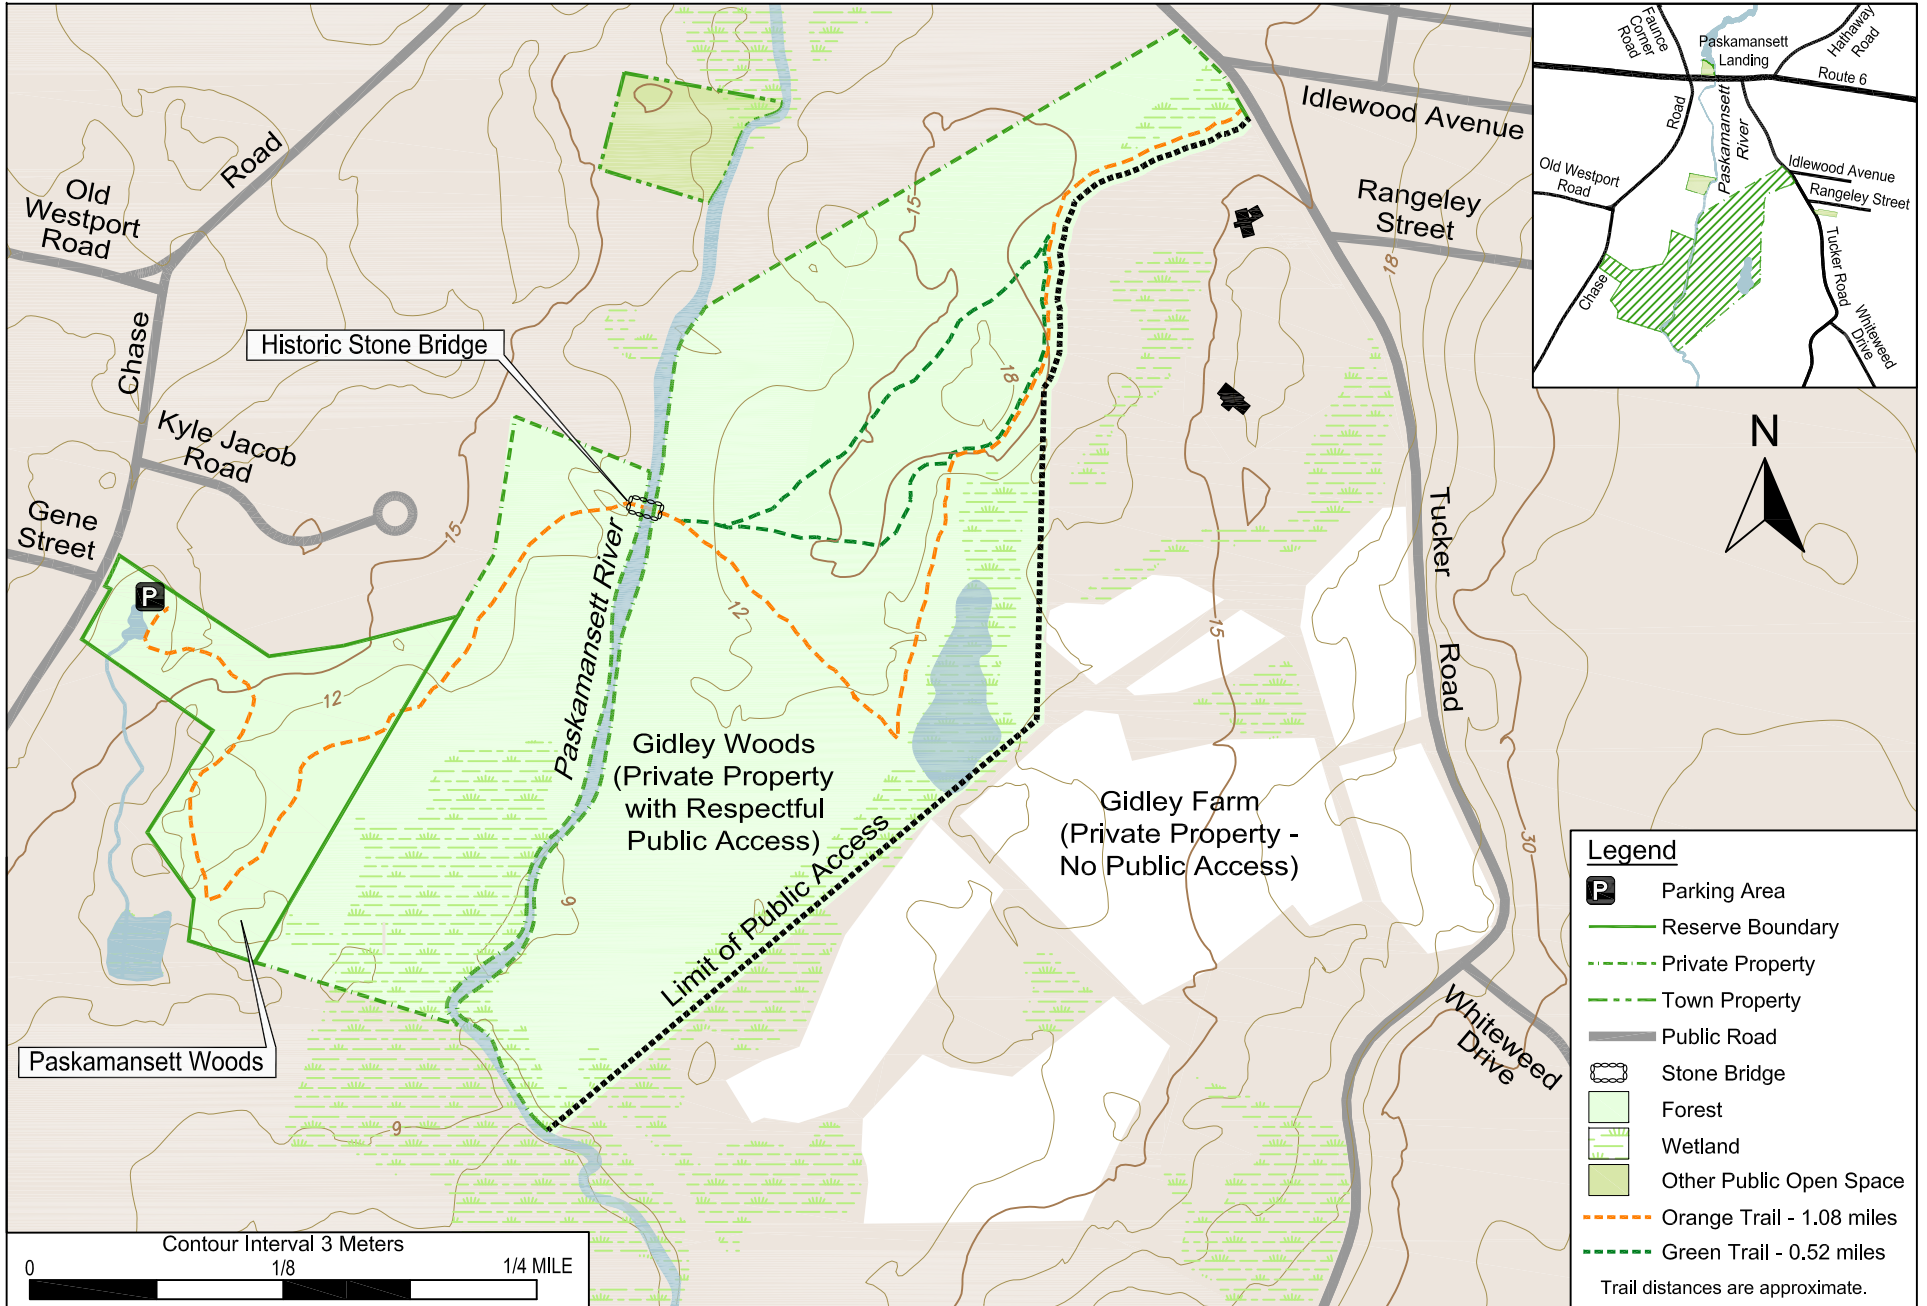 Old
Westport
Road
Road
Chase
Historic Stone Bridge
Kyle Jacob
Road
Gene
Street
P
15
12
Paskamansett River
12
15
18
Idlewood Avenue
Rangeley
Street
18
Tucker
Road
15
30
Gidley Woods
(Private Property
with Respectful
Public Access)
Gidley Farm
(Private Property -
No Public Access)
Limit of Public Access
9
9
Paskamansett Woods
Whiteweed
Drive
Faunce
Corner
Road
Paskamansett
Landing
Hathaway
Road
Route 6
Road
Paskamansett
River
Old Westport
Road
Idlewood Avenue
Rangeley Street
Tucker Road
Chase
Whiteweed
Drive
N
Legend
P Parking Area
Reserve Boundary
Private Property
Town Property
Public Road
Stone Bridge
Forest
Wetland
Other Public Open Space
Orange Trail - 1.08 miles
Green Trail - 0.52 miles
Trail distances are approximate.
Contour Interval 3 Meters
0 1/8 1/4 MILE